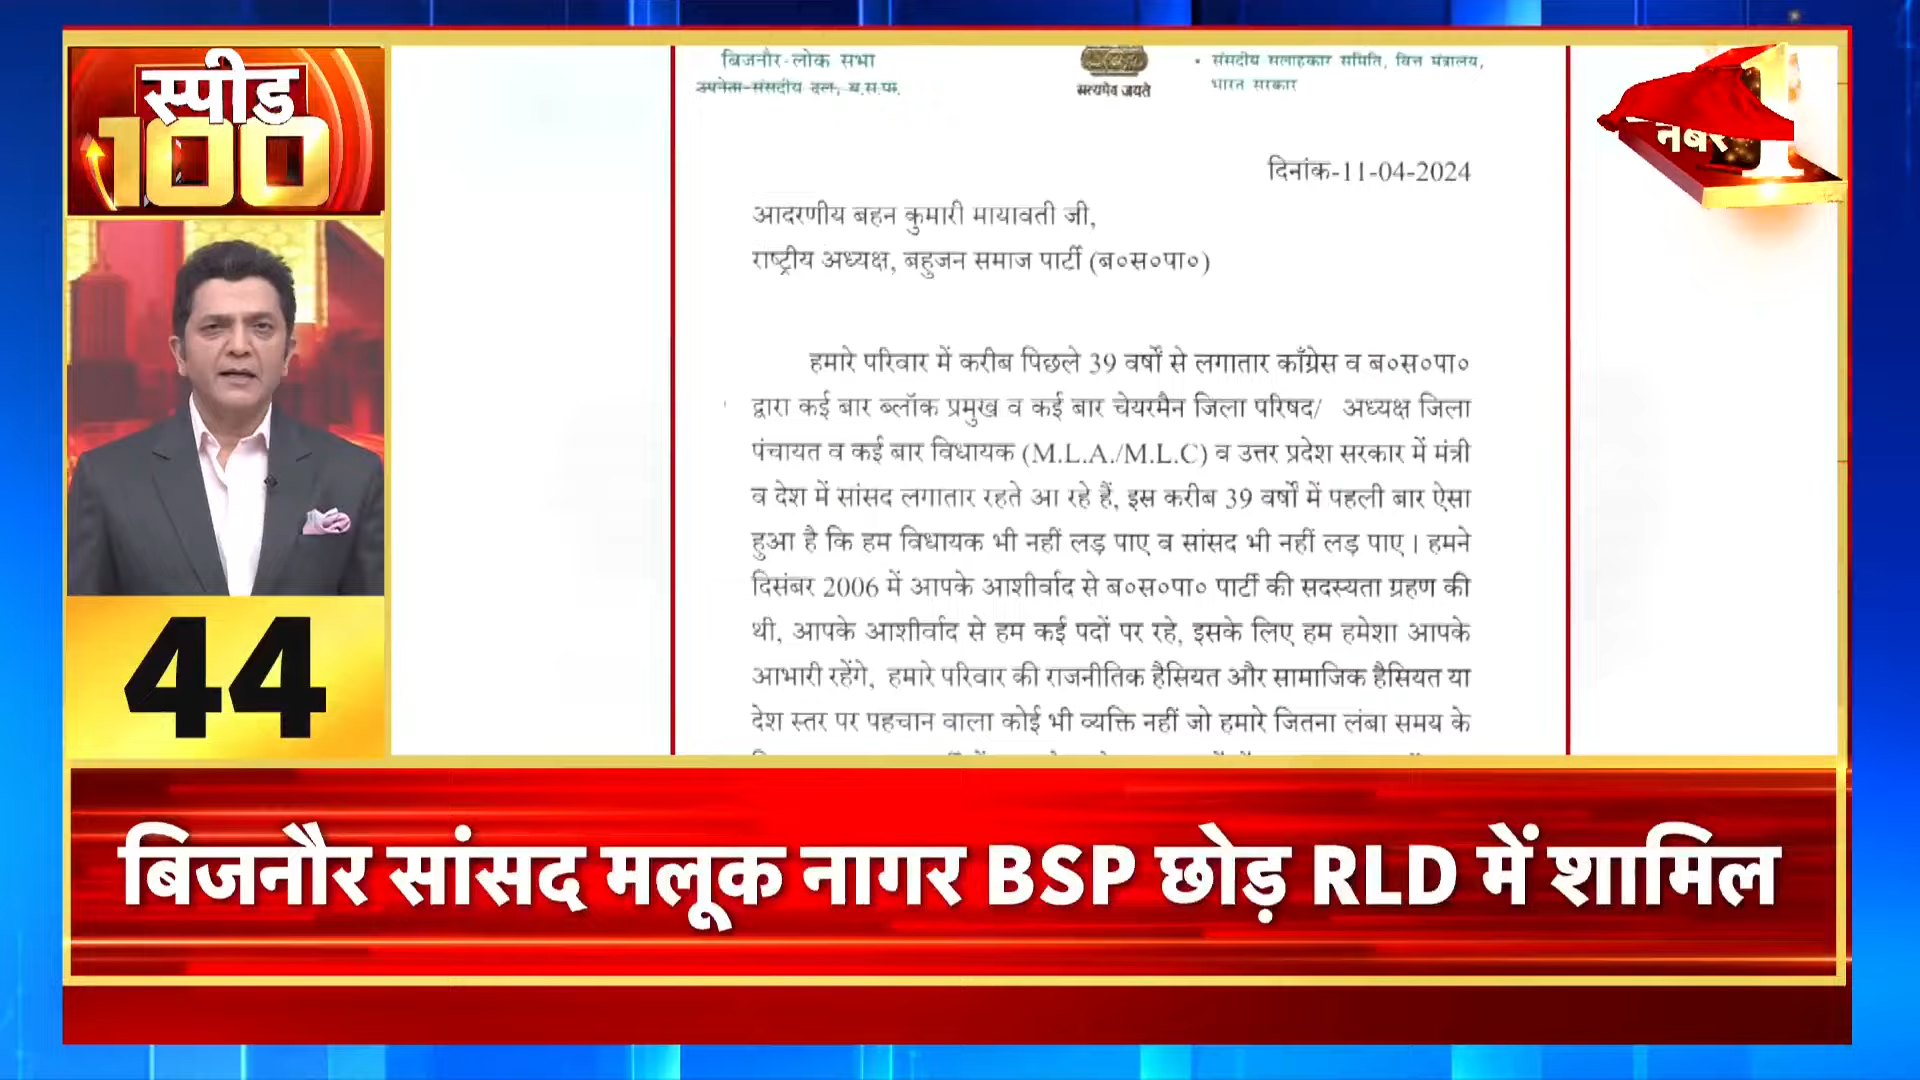 स्पीड
100
बिजनौर-लोक सभा
उपनेता-संसदीय दल, ब.स.पा.
सत्यमेव जयते
• संसदीय सलाहकार समिति, वित्त मंत्रालय,
भारत सरकार
नंबर 1
दिनांक-11-04-2024
आदरणीय बहन कुमारी मायावती जी,
राष्ट्रीय अध्यक्ष, बहुजन समाज पार्टी (ब०स०पा०)
हमारे परिवार में करीब पिछले 39 वर्षों से लगातार काँग्रेस व ब०स०पा०
द्वारा कई बार ब्लॉक प्रमुख व कई बार चेयरमैन जिला परिषद/ अध्यक्ष जिला
पंचायत व कई बार विधायक (M.L.A./M.L.C) व उत्तर प्रदेश सरकार में मंत्री
व देश में सांसद लगातार रहते आ रहे हैं, इस करीब 39 वर्षों में पहली बार ऐसा
हुआ है कि हम विधायक भी नहीं लड़ पाए व सांसद भी नहीं लड़ पाए। हमने
दिसंबर 2006 में आपके आशीर्वाद से ब०स०पा० पार्टी की सदस्यता ग्रहण की
थी, आपके आशीर्वाद से हम कई पदों पर रहे, इसके लिए हम हमेशा आपके
आभारी रहेंगे, हमारे परिवार की राजनीतिक हैसियत और सामाजिक हैसियत या
देश स्तर पर पहचान वाला कोई भी व्यक्ति नहीं जो हमारे जितना लंबा समय के
44
बिजनौर सांसद मलूक नागर BSP छोड़ RLD में शामिल